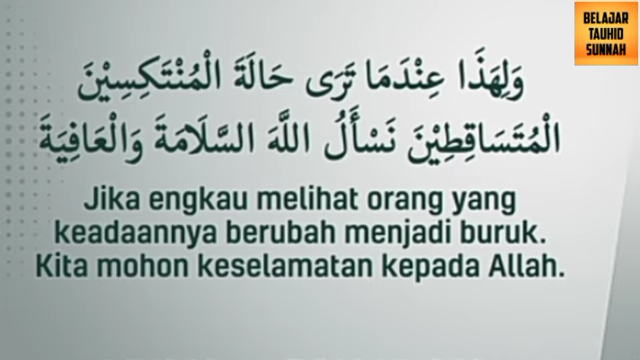 BELAJAR
TAUHID
SUNNAH
وَلِهَذَا عِنْدَمَا تَرَى حَالَةَ الْمُنْتَكِسِيْنَ
الْمُتَسَاقِطِيْنَ نَسْأَلُ اللَّهَ السَّلَامَةَ وَالْعَافِيَةَ
Jika engkau melihat orang yang
keadaannya berubah menjadi buruk.
Kita mohon keselamatan kepada Allah.